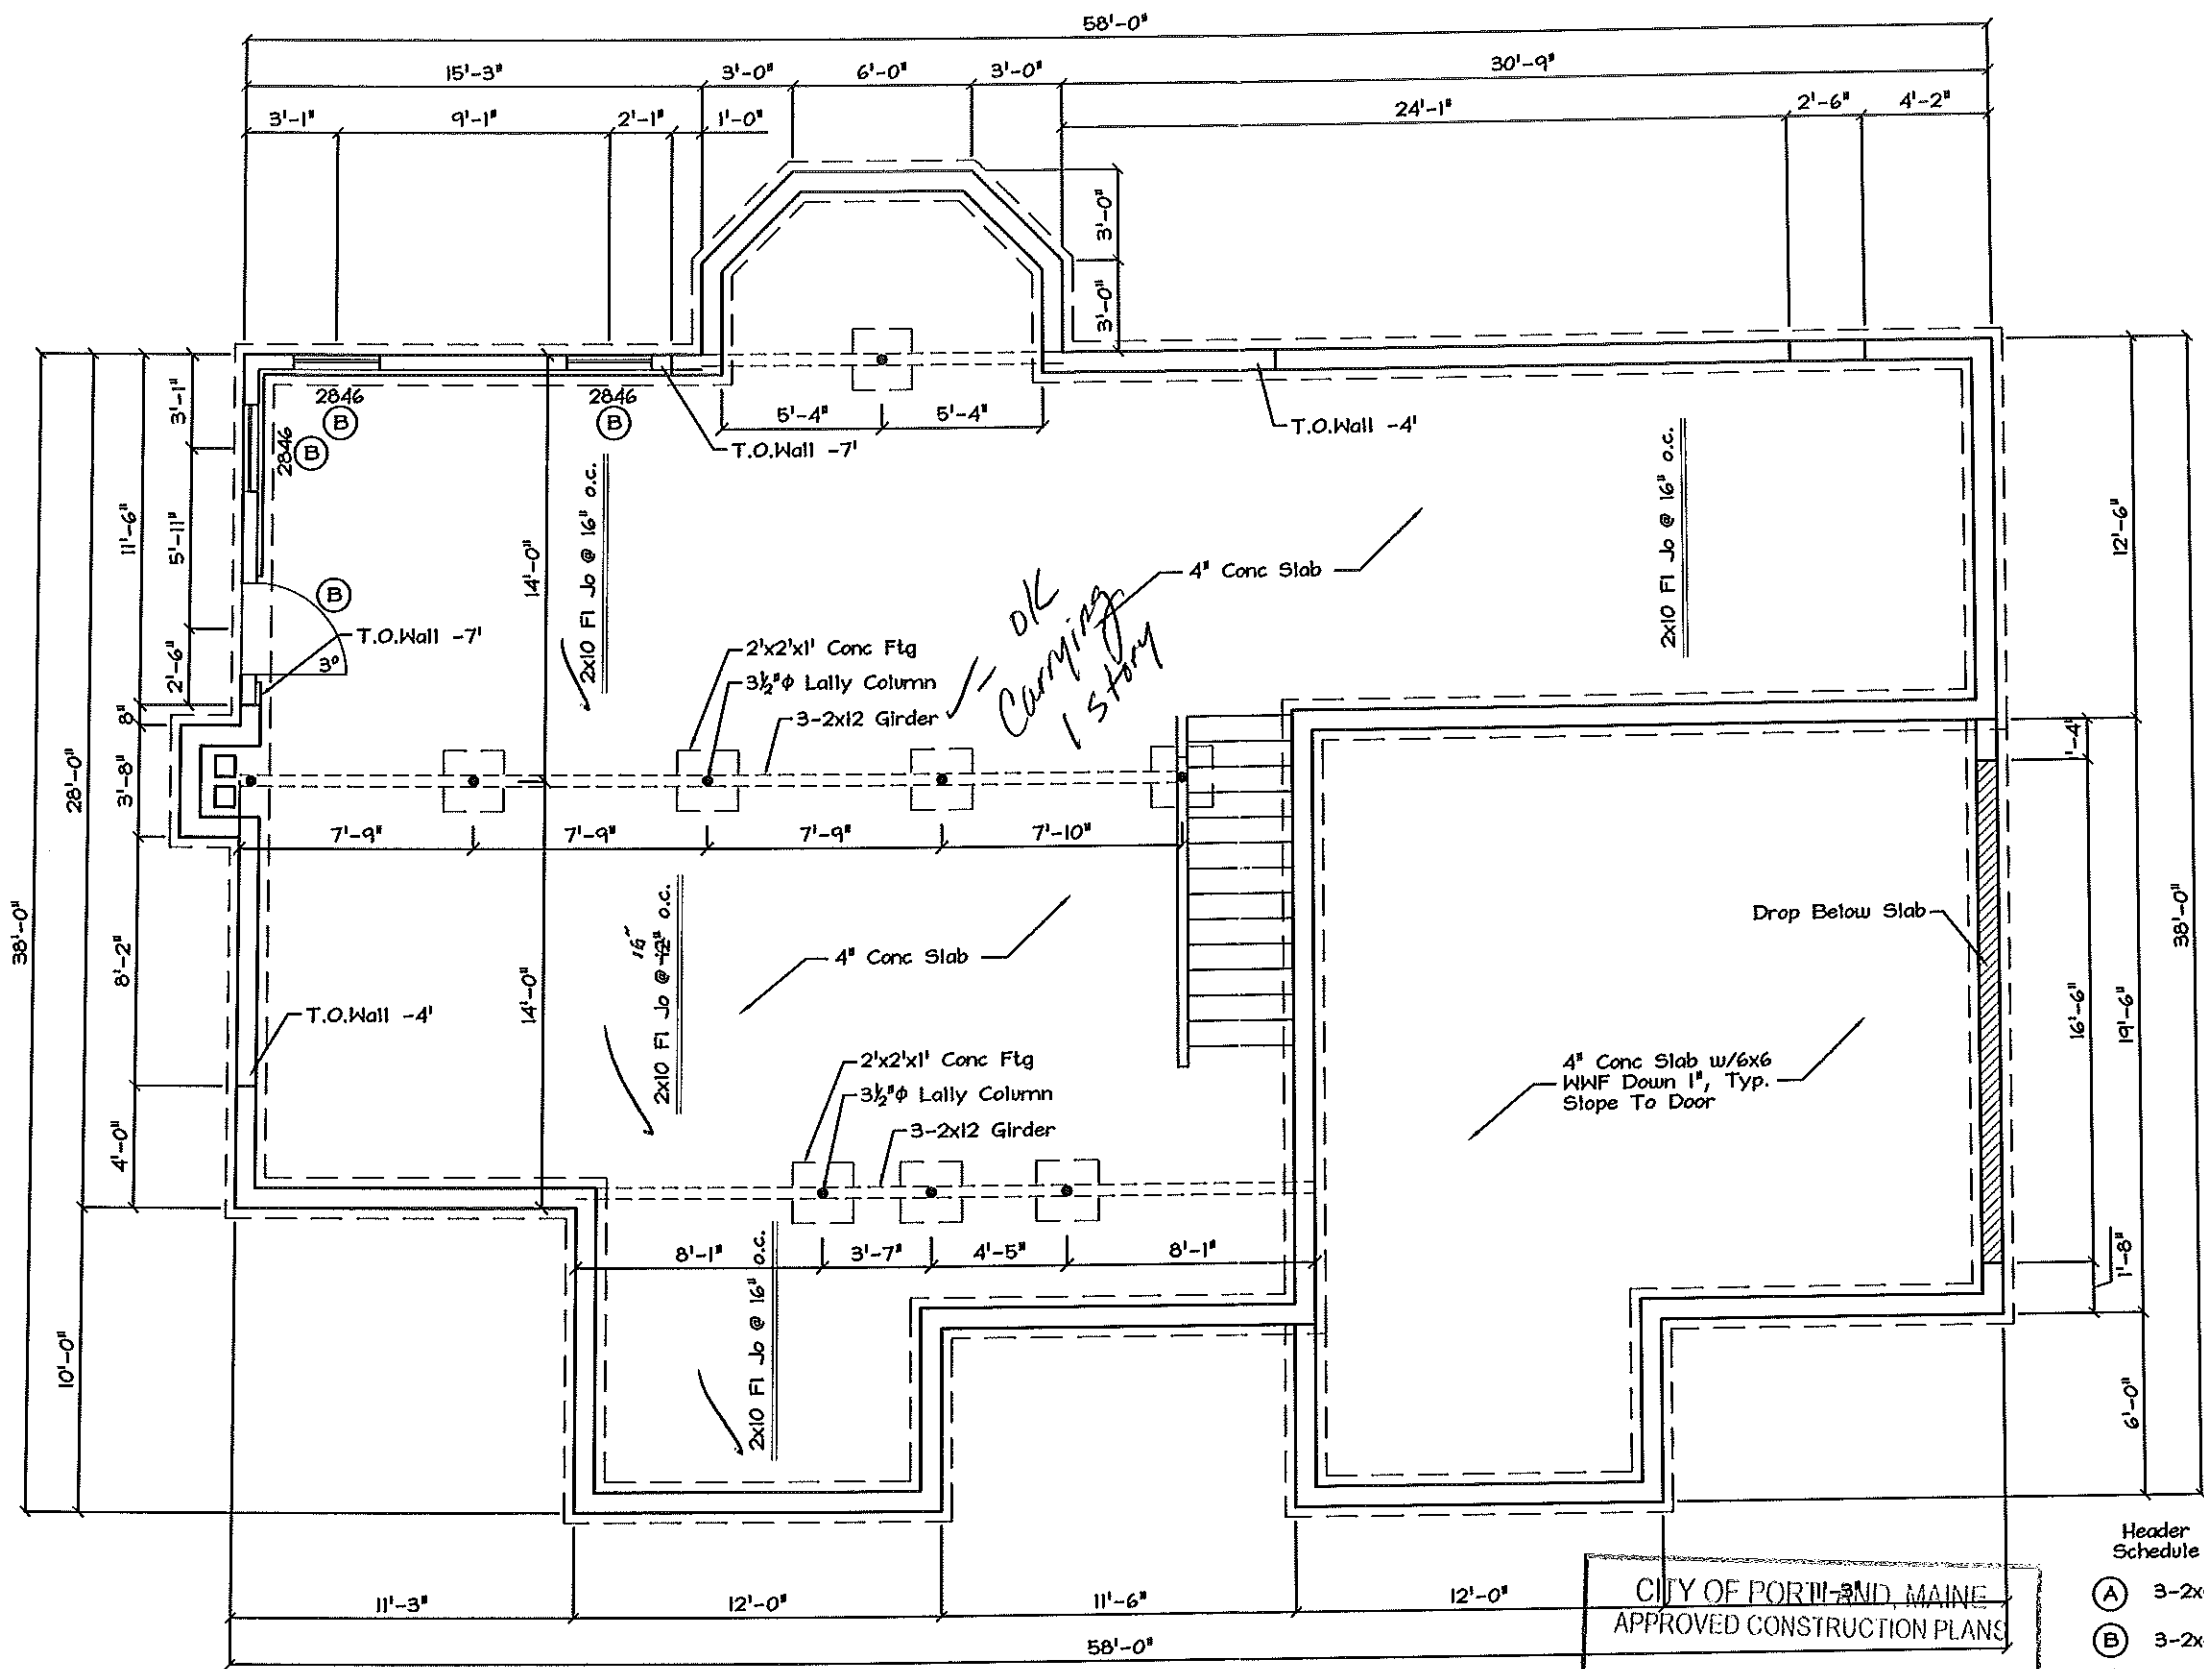 58'-0"
15'-3" 3'-0" 6'-0" 3'-0" 30'-9"
3'-1" 9'-1" 2'-1" 1'-0" 24'-1" 2'-6" 4'-2"
3'-0"
3'-0"
2846 2846
B B
2846 B
5'-4" 5'-4"
T.O.Wall -7'
T.O.Wall -4'
3'-1"
5'-11"
2'-6"
11'-6"
8"
3'-8"
8'-2"
4'-0"
28'-0"
38'-0"
10'-0"
14'-0"
2x10 Fl Jo @ 16" o.c.
2x10 Fl Jo @ 16" o.c.
4" Conc Slab
OK
Carrying
1 Story
B
T.O.Wall -7'
3⁰
2'x2'x1' Conc Ftg
3½"ϕ Lally Column
3-2x12 Girder
12'-6"
1'-4"
7'-9" 7'-9" 7'-9" 7'-10"
16"
2x10 Fl Jo @ 12" o.c.
14'-0"
4" Conc Slab
T.O.Wall -4'
Drop Below Slab
38'-0"
16'-6"
19'-6"
4" Conc Slab w/6x6
WWF Down 1", Typ.
Slope To Door
2'x2'x1' Conc Ftg
3½"ϕ Lally Column
3-2x12 Girder
8'-1" 3'-7" 4'-5" 8'-1"
2x10 Fl Jo @ 16" o.c.
1'-8"
6'-0"
Header
Schedule
A 3-2x
B 3-2x
11'-3" 12'-0" 11'-6" 12'-0" 11'-3"
58'-0"
CITY OF PORTLAND, MAINE
APPROVED CONSTRUCTION PLANS